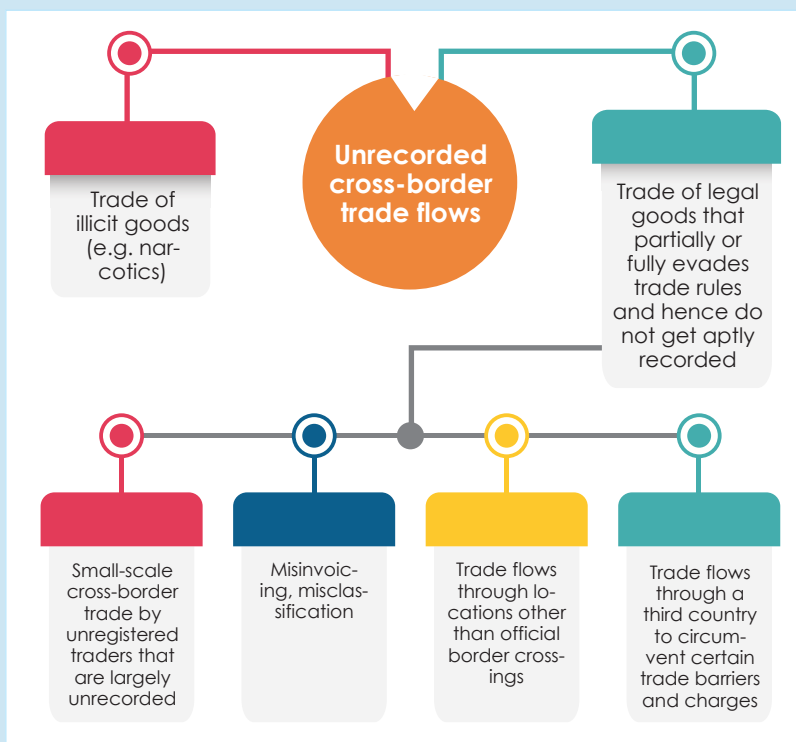 Unrecorded
cross-border
trade flows
Trade of
illicit goods
(e.g. nar-
cotics)
Trade of legal
goods that
partially or
fully evades
trade rules
and hence do
not get aptly
recorded
Small-scale
cross-border
trade by
unregistered
traders that
are largely
unrecorded
Misinvoic-
ing, misclas-
sification
Trade flows
through lo-
cations other
than official
border cross-
ings
Trade flows
through a
third country
to circum-
vent certain
trade barriers
and charges